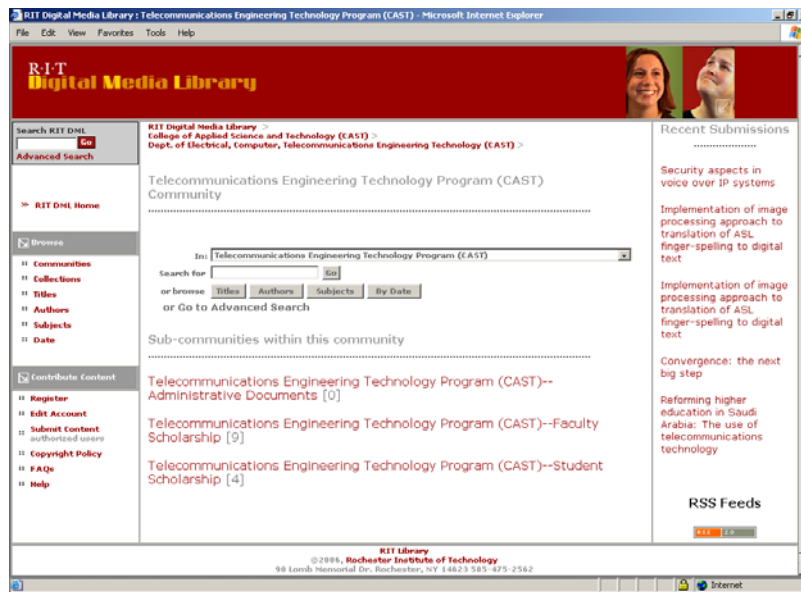 RIT Digital Media Library : Telecommunications Engineering Technology Program (CAST) - Microsoft Internet Explorer
File Edit View Favorites Tools Help
R·I·T
Digital Media Library
Search RIT DML
Go
Advanced Search
» RIT DML Home
Browse
Communities
Collections
Titles
Authors
Subjects
Date
Contribute Content
Register
Edit Account
Submit Content
authorized users
Copyright Policy
FAQs
Help
RIT Digital Media Library >
College of Applied Science and Technology (CAST) >
Dept. of Electrical, Computer, Telecommunications Engineering Technology (CAST) >
Telecommunications Engineering Technology Program (CAST)
Community
In: Telecommunications Engineering Technology Program (CAST)
Search for Go
or browse Titles Authors Subjects By Date
or Go to Advanced Search
Sub-communities within this community
Telecommunications Engineering Technology Program (CAST)--
Administrative Documents [0]
Telecommunications Engineering Technology Program (CAST)--Faculty
Scholarship [9]
Telecommunications Engineering Technology Program (CAST)--Student
Scholarship [4]
Recent Submissions
Security aspects in
voice over IP systems
Implementation of image
processing approach to
translation of ASL
finger-spelling to digital
text
Implementation of image
processing approach to
translation of ASL
finger-spelling to digital
text
Convergence: the next
big step
Reforming higher
education in Saudi
Arabia: The use of
telecommunications
technology
RSS Feeds
RSS 2.0
RIT Library
©2006, Rochester Institute of Technology
90 Lomb Memorial Dr. Rochester, NY 14623 585-475-2562
Internet